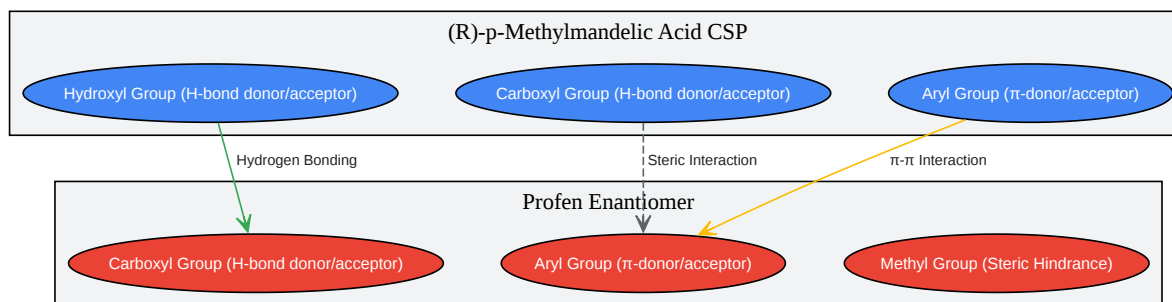 (R)-p-Methylmandelic Acid CSP
Hydroxyl Group (H-bond donor/acceptor)
Carboxyl Group (H-bond donor/acceptor)
Aryl Group (π-donor/acceptor)
Hydrogen Bonding
Steric Interaction
π-π Interaction
Profen Enantiomer
Carboxyl Group (H-bond donor/acceptor)
Aryl Group (π-donor/acceptor)
Methyl Group (Steric Hindrance)